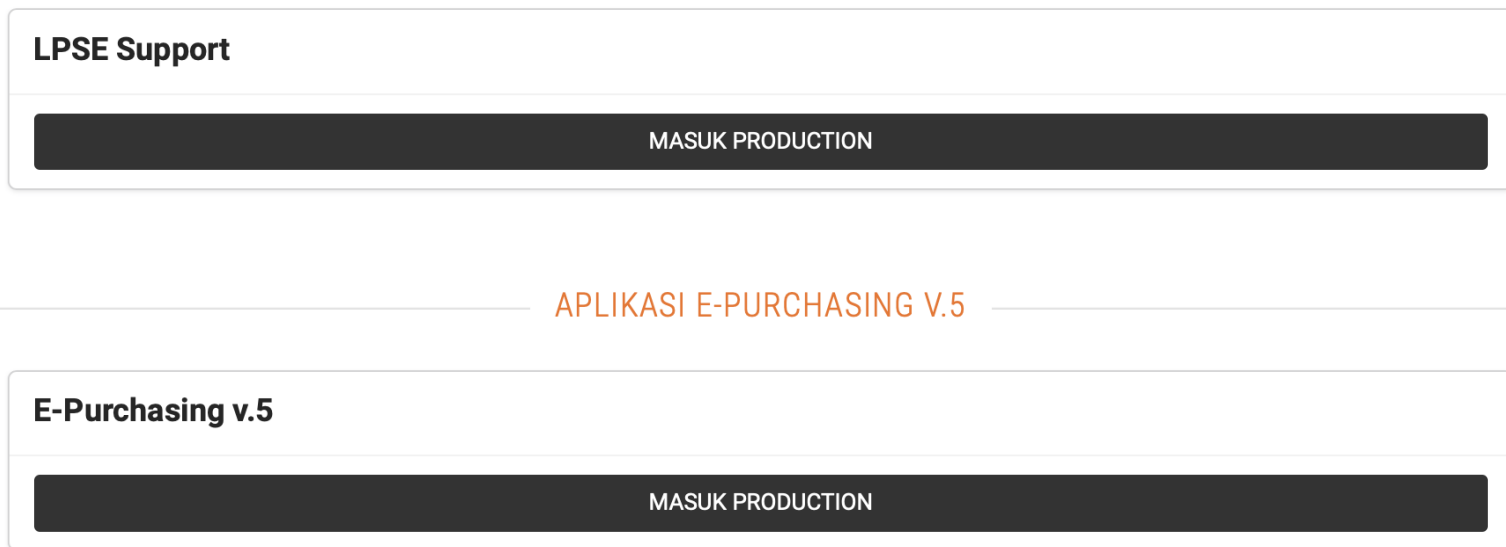 LPSE Support
MASUK PRODUCTION
APLIKASI E-PURCHASING V.5
E-Purchasing v.5
MASUK PRODUCTION